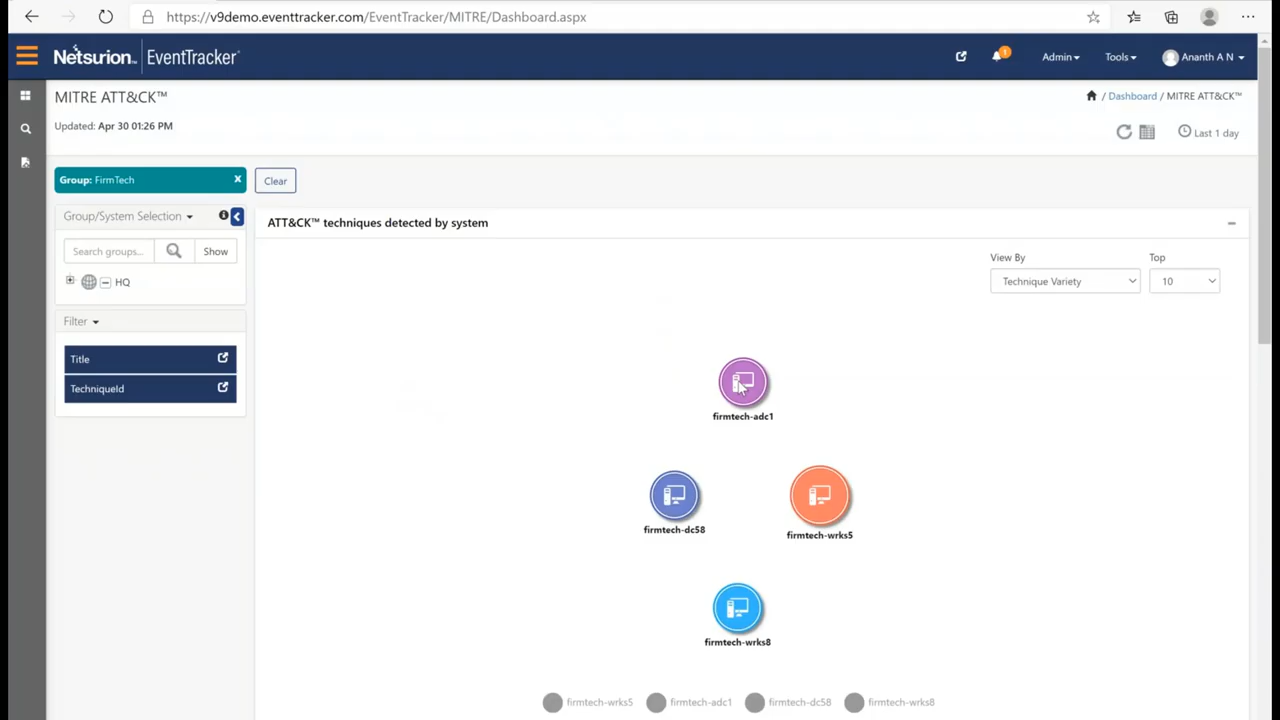 https://v9demo.eventtracker.com/EventTracker/MITRE/Dashboard.aspx
Netsurion™ EventTracker®
1
Admin
Tools
Ananth A N
MITRE ATT&CK™
/ Dashboard / MITRE ATT&CK™
Updated: Apr 30 01:26 PM
Last 1 day
Group: FirmTech x
Clear
Group/System Selection
ATT&CK™ techniques detected by system
Search groups...
Show
View By
Top
Technique Variety
10
HQ
Filter
Title
TechniqueId
firmtech-adc1
firmtech-dc58
firmtech-wrks5
firmtech-wrks8
firmtech-wrks5 firmtech-adc1 firmtech-dc58 firmtech-wrks8